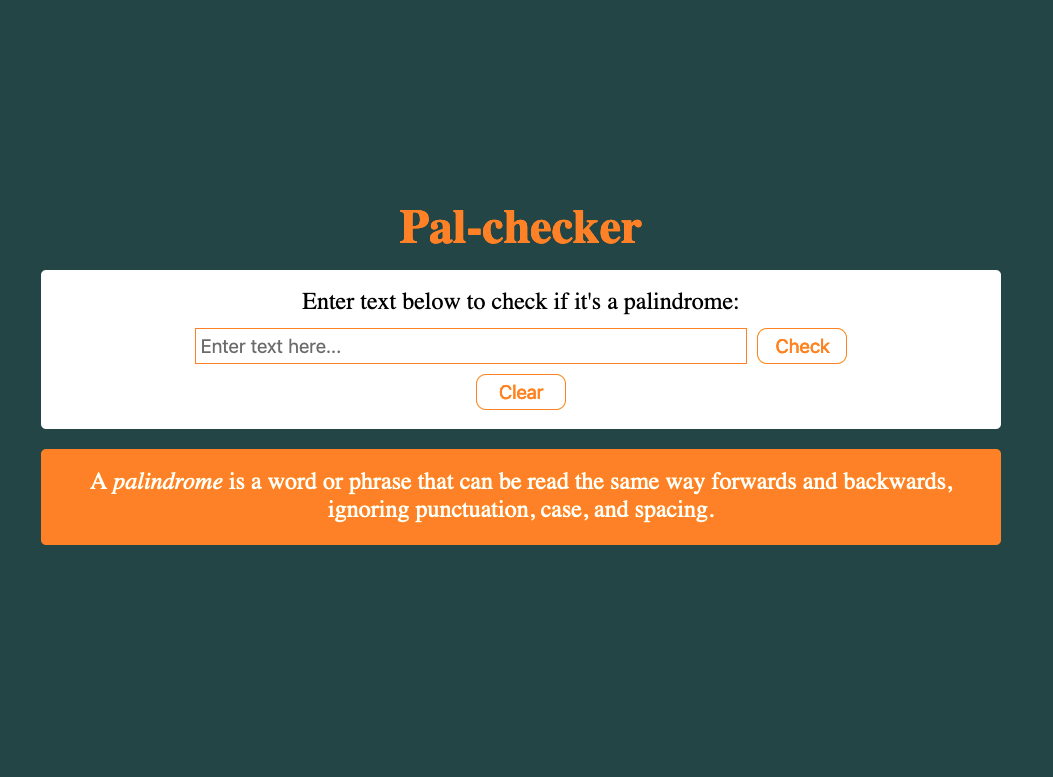 Pal-checker
Enter text below to check if it's a palindrome:
Enter text here...
Check
Clear
A palindrome is a word or phrase that can be read the same way forwards and backwards,
ignoring punctuation, case, and spacing.